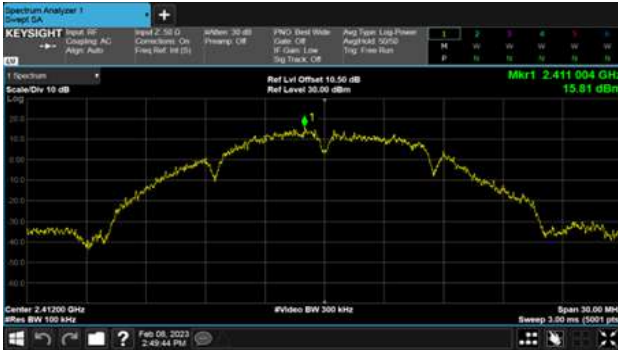 Spectrum Analyzer 1
Swept SA
+
KEYSIGHT
Input: RF
Coupling: AC
Align: Auto
Input Z: 50 Ω
Corrections: On
Freq Ref: Int (S)
#Atten: 30 dB
Preamp: Off
PNO: Best Wide
Gate: Off
IF Gain: Low
Sig Track: Off
Avg Type: Log-Power
Avg|Hold: 50/50
Trig: Free Run
1 2 3 4 5 6
M W W W W W
P N N N N N
1 Spectrum
Scale/Div 10 dB
Log
Ref Lvl Offset 10.50 dB
Ref Level 30.00 dBm
Mkr1 2.411 004 GHz
15.81 dBm
1
20.0
10.0
0.00
-10.0
-20.0
-30.0
-40.0
-50.0
-60.0
Center 2.41200 GHz
#Res BW 100 kHz
#Video BW 300 kHz
Span 30.00 MHz
Sweep 3.00 ms (5001 pts)
?
Feb 08, 2023
2:49:44 PM